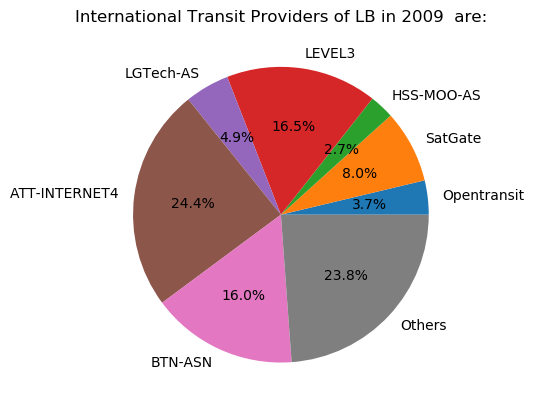 International Transit Providers of LB in 2009  are:
LEVEL3
LGTech-AS
HSS-MOO-AS
16.5%
4.9%
2.7%
SatGate
8.0%
ATT-INTERNET4
24.4%
Opentransit
3.7%
23.8%
16.0%
Others
BTN-ASN